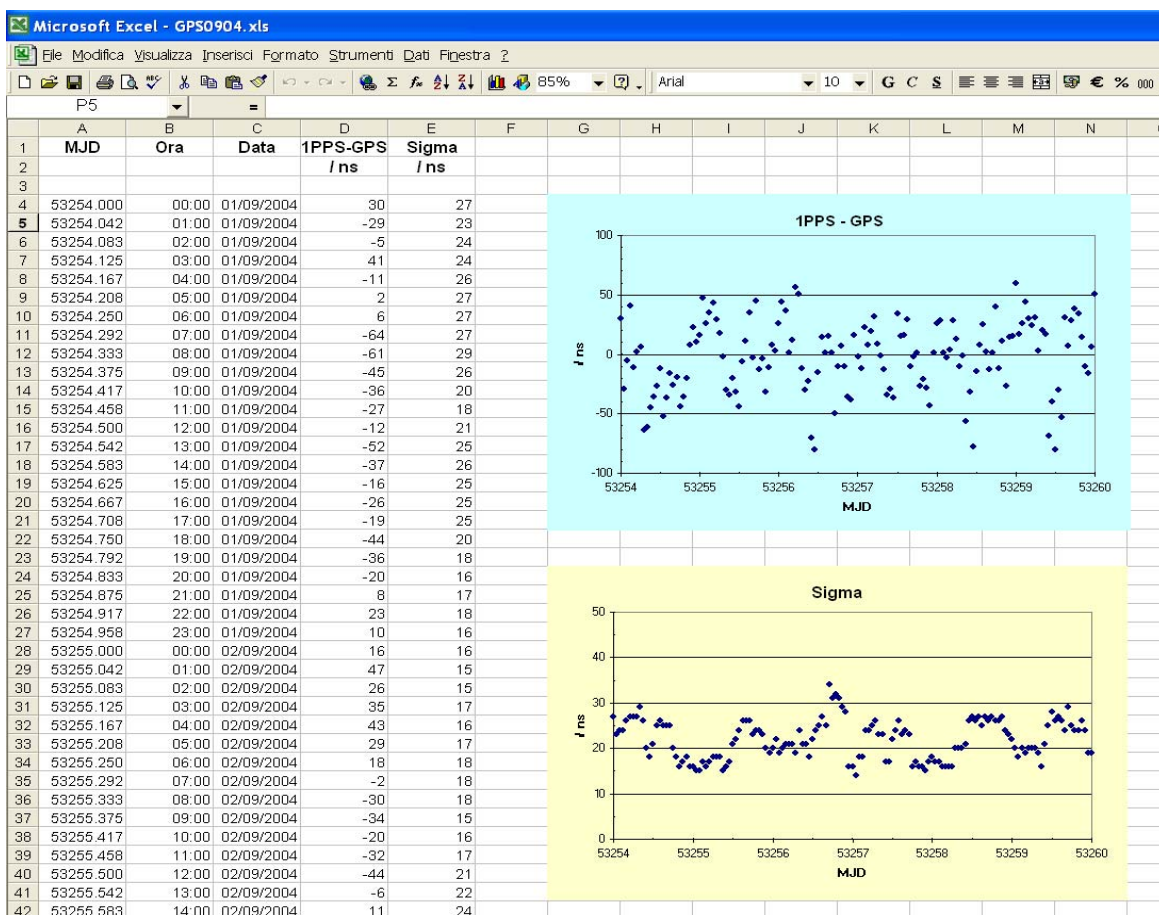 Microsoft Excel - GPS0904.xls
File Modifica Visualizza Inserisci Formato Strumenti Dati Finestra ?
85% Arial 10 G C S € % 000
P5 =
A B C D E F G H I J K L M N
1 MJD Ora Data 1PPS-GPS Sigma
2 / ns / ns
3
4 53254.000 00:00 01/09/2004 30 27
5 53254.042 01:00 01/09/2004 -29 23
6 53254.083 02:00 01/09/2004 -5 24
7 53254.125 03:00 01/09/2004 41 24
8 53254.167 04:00 01/09/2004 -11 26
9 53254.208 05:00 01/09/2004 2 27
10 53254.250 06:00 01/09/2004 6 27
11 53254.292 07:00 01/09/2004 -64 27
12 53254.333 08:00 01/09/2004 -61 29
13 53254.375 09:00 01/09/2004 -45 26
14 53254.417 10:00 01/09/2004 -36 20
15 53254.458 11:00 01/09/2004 -27 18
16 53254.500 12:00 01/09/2004 -12 21
17 53254.542 13:00 01/09/2004 -52 25
18 53254.583 14:00 01/09/2004 -37 26
19 53254.625 15:00 01/09/2004 -16 25
20 53254.667 16:00 01/09/2004 -26 25
21 53254.708 17:00 01/09/2004 -19 25
22 53254.750 18:00 01/09/2004 -44 20
23 53254.792 19:00 01/09/2004 -36 18
24 53254.833 20:00 01/09/2004 -20 16
25 53254.875 21:00 01/09/2004 8 17
26 53254.917 22:00 01/09/2004 23 18
27 53254.958 23:00 01/09/2004 10 16
28 53255.000 00:00 02/09/2004 16 16
29 53255.042 01:00 02/09/2004 47 15
30 53255.083 02:00 02/09/2004 26 15
31 53255.125 03:00 02/09/2004 35 17
32 53255.167 04:00 02/09/2004 43 16
33 53255.208 05:00 02/09/2004 29 17
34 53255.250 06:00 02/09/2004 18 18
35 53255.292 07:00 02/09/2004 -2 18
36 53255.333 08:00 02/09/2004 -30 18
37 53255.375 09:00 02/09/2004 -34 15
38 53255.417 10:00 02/09/2004 -20 16
39 53255.458 11:00 02/09/2004 -32 17
40 53255.500 12:00 02/09/2004 -44 21
41 53255.542 13:00 02/09/2004 -6 22
42 53255.583 14:00 02/09/2004 11 24
1PPS - GPS
100
50
0
-50
-100
/ ns
53254 53255 53256 53257 53258 53259 53260
MJD
Sigma
50
40
30
20
10
0
/ ns
53254 53255 53256 53257 53258 53259 53260
MJD